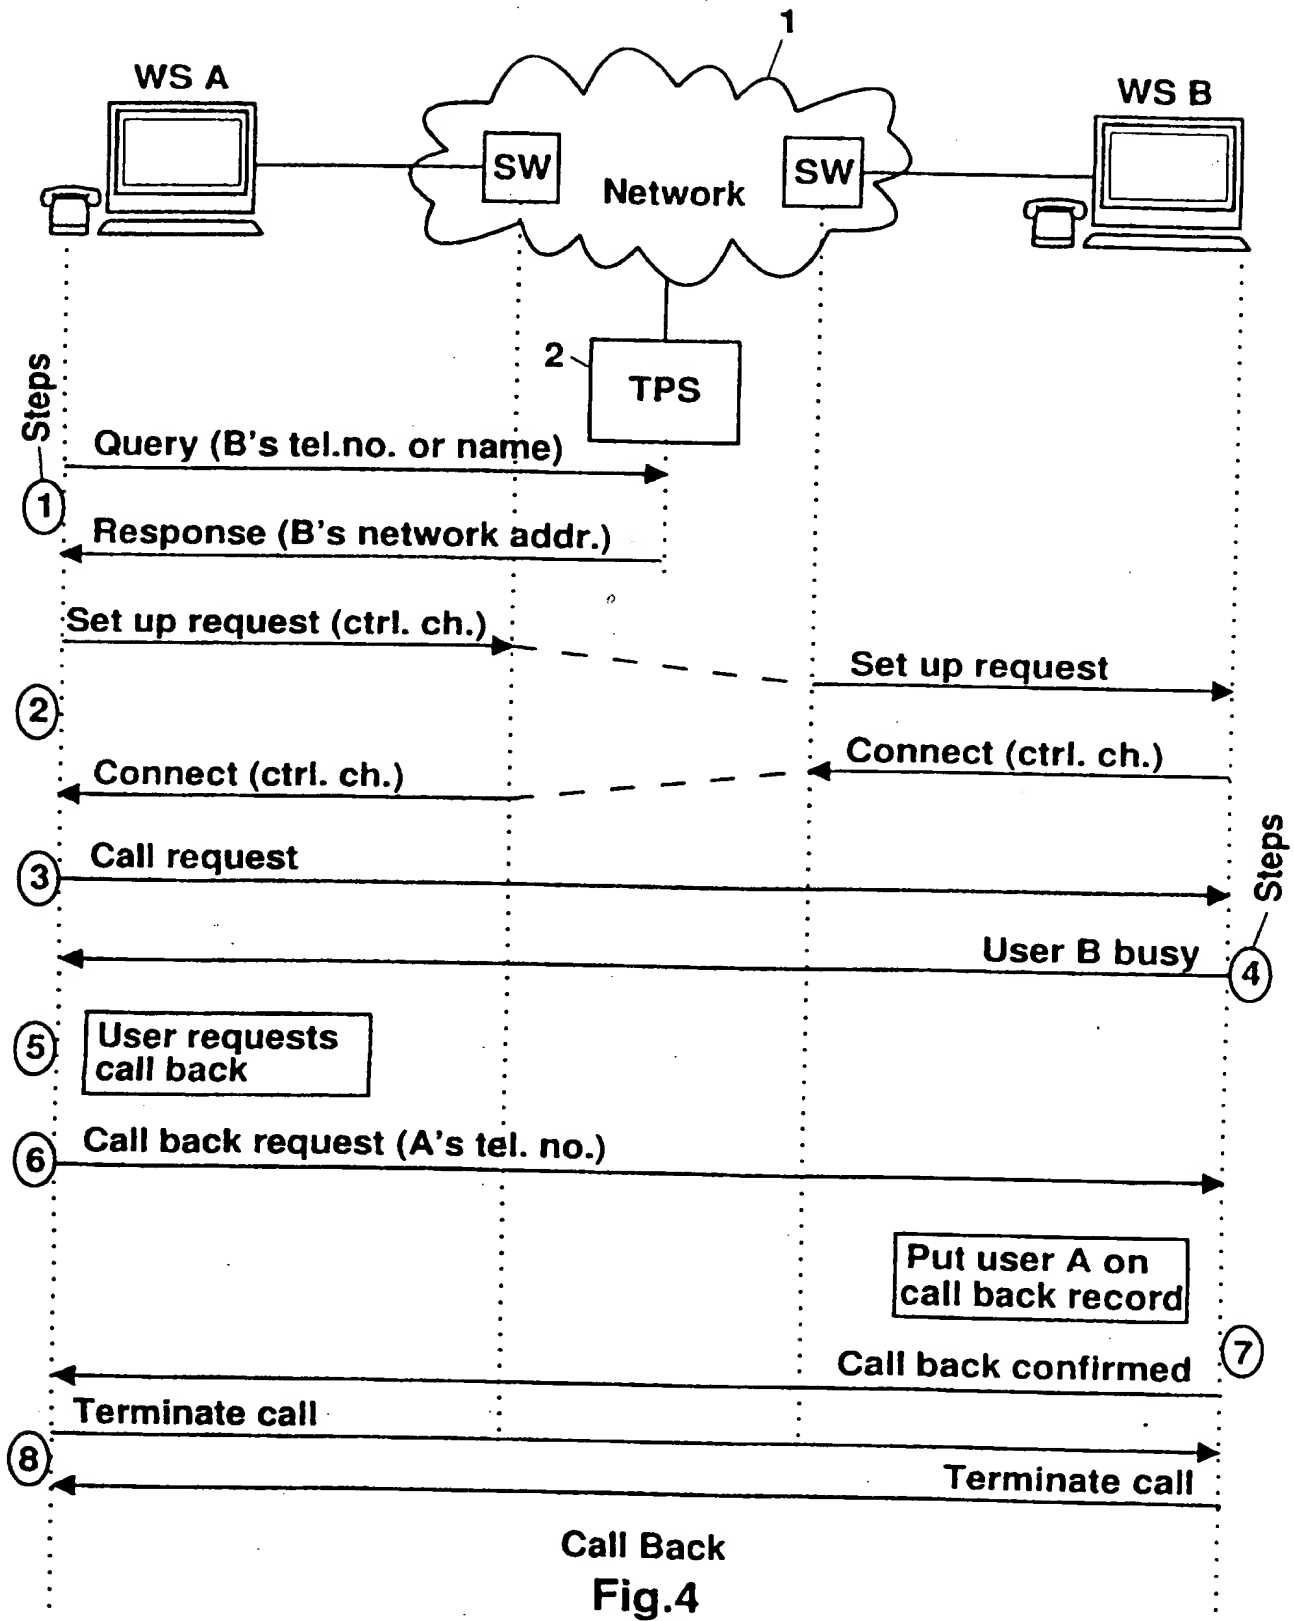 1
WS A
WS B
SW
Network
SW
2
TPS
Steps
Query (B's tel.no. or name)
1
Response (B's network addr.)
Set up request (ctrl. ch.)
Set up request
2
Connect (ctrl. ch.)
Connect (ctrl. ch.)
Steps
Call request
3
User B busy
4
5
User requests
call back
Call back request (A's tel. no.)
6
Put user A on
call back record
7
Call back confirmed
Terminate call
8
Terminate call
Call Back
Fig.4